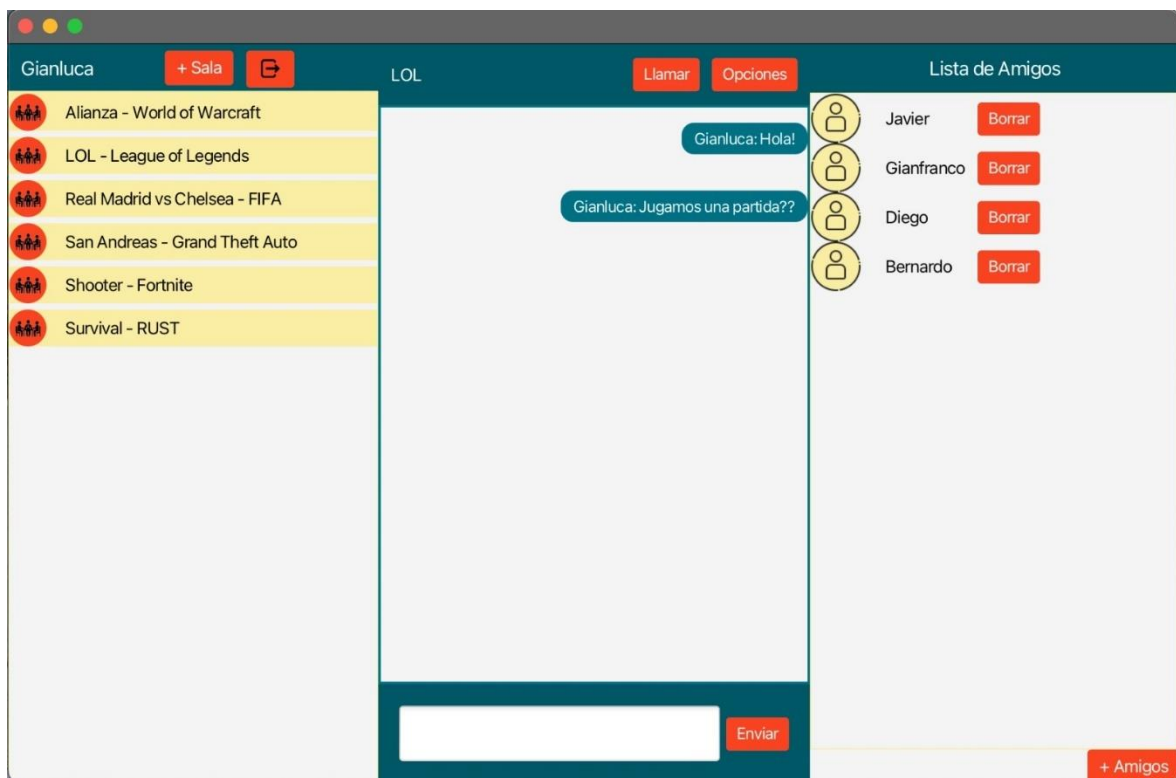 Gianluca
+ Sala
Alianza - World of Warcraft
LOL - League of Legends
Real Madrid vs Chelsea - FIFA
San Andreas - Grand Theft Auto
Shooter - Fortnite
Survival - RUST
LOL
Llamar
Opciones
Gianluca: Hola!
Gianluca: Jugamos una partida??
Enviar
Lista de Amigos
Javier Borrar
Gianfranco Borrar
Diego Borrar
Bernardo Borrar
+ Amigos